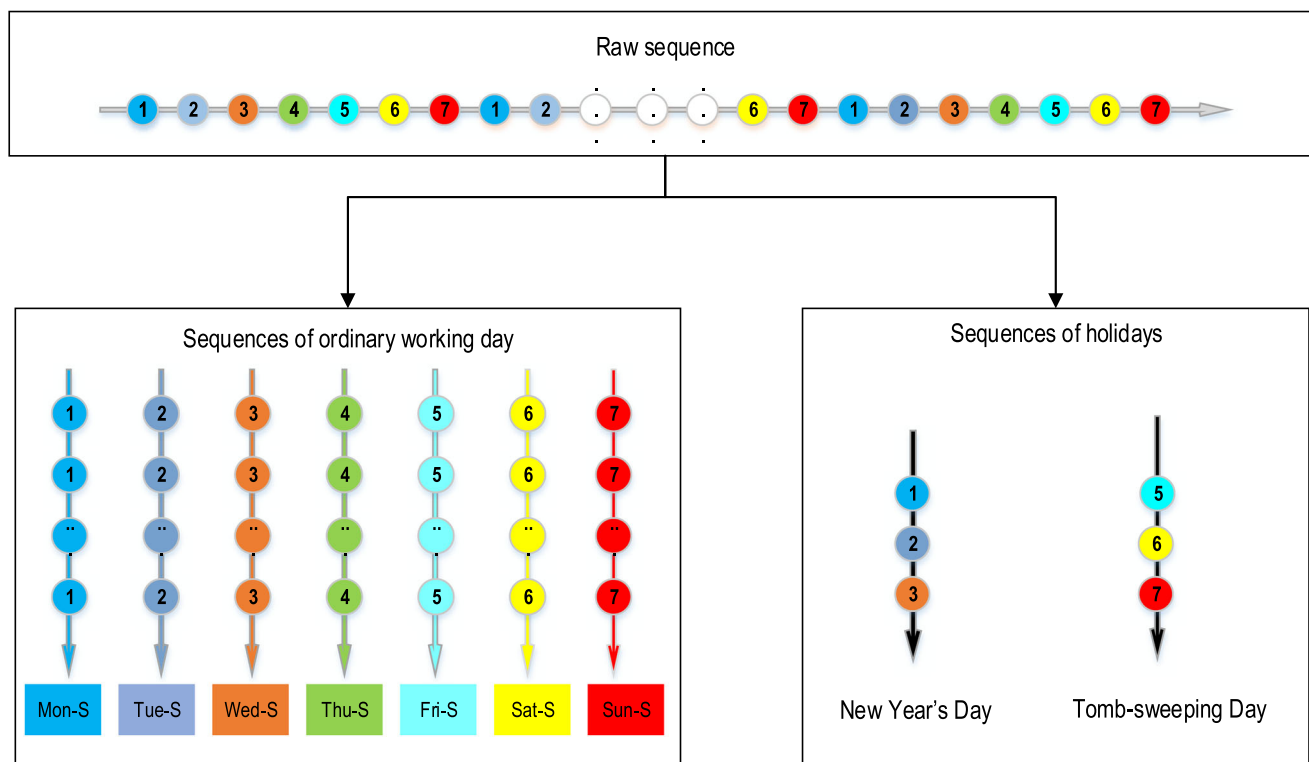 Raw sequence
1 2 3 4 5 6 7 1 2 . . . 6 7 1 2 3 4 5 6 7
Sequences of ordinary working day
1 2 3 4 5 6 7
1 2 3 4 5 6 7
... ... ... ... ... ... ...
1 2 3 4 5 6 7
Mon-S Tue-S Wed-S Thu-S Fri-S Sat-S Sun-S
Sequences of holidays
1 5
2 6
3 7
New Year's Day Tomb-sweeping Day